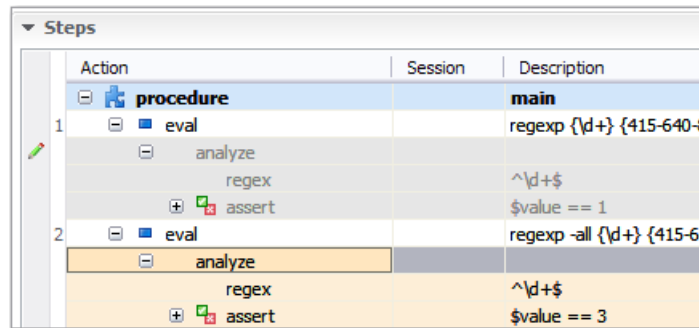 Steps
Action Session Description
procedure main
1 eval regexp {\d+} {415-640-
analyze
regex ^\d+$
assert $value == 1
2 eval regexp -all {\d+} {415-6
analyze
regex ^\d+$
assert $value == 3